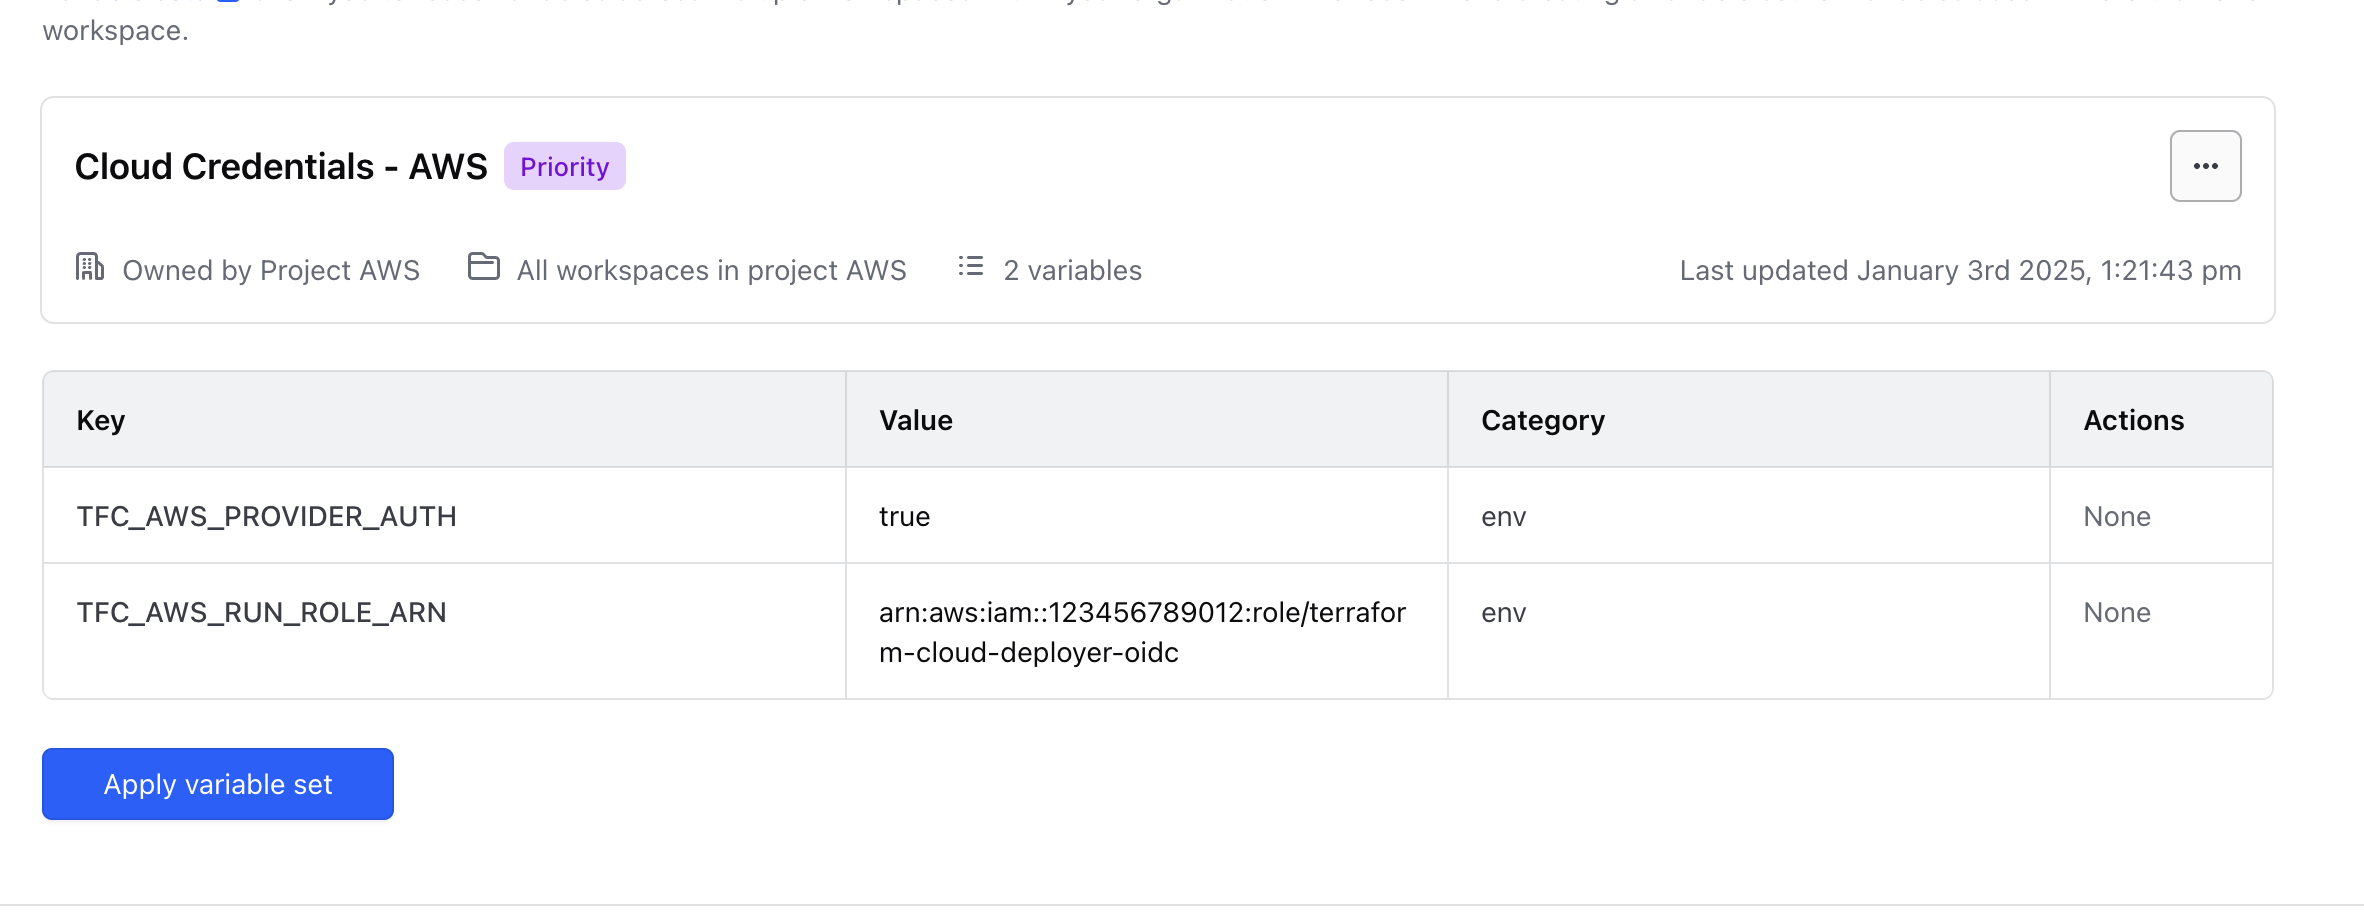 workspace.
Cloud Credentials - AWS Priority
Owned by Project AWS All workspaces in project AWS 2 variables Last updated January 3rd 2025, 1:21:43 pm
Key Value Category Actions
TFC_AWS_PROVIDER_AUTH true env None
TFC_AWS_RUN_ROLE_ARN arn:aws:iam::123456789012:role/terrafor env None
m-cloud-deployer-oidc
Apply variable set